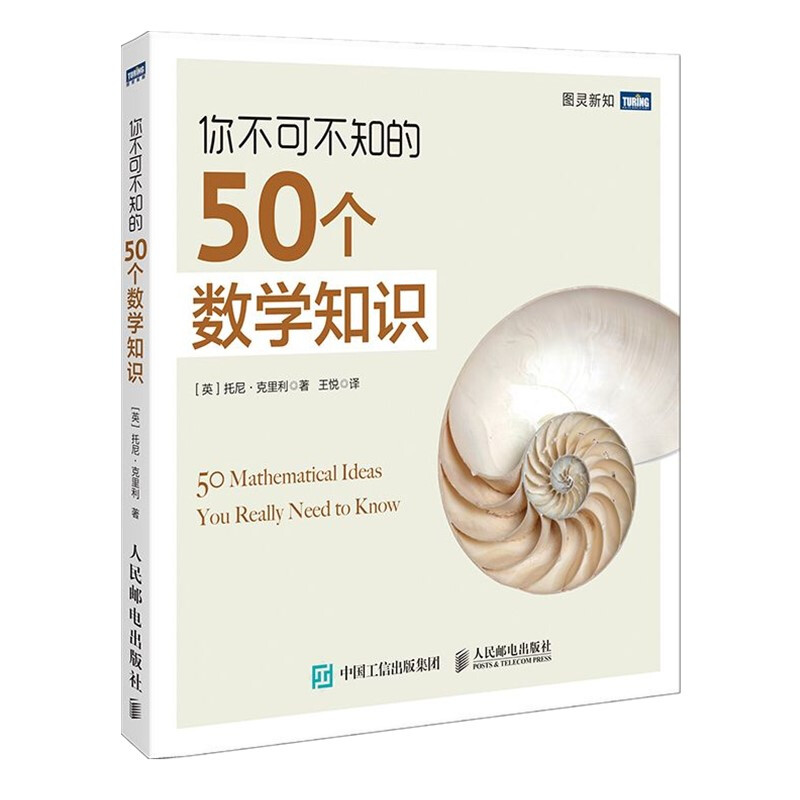 图灵新知 TURING
你不可不知的
50个
数学知识
[英]托尼·克里利◎著 王悦◎译
50 Mathematical Ideas
You Really Need to Know
中国工信出版集团
人民邮电出版社
POSTS & TELECOM PRESS
TURING
你不可不知的50个数学知识
[英]托尼·克里利 著
人民邮电出版社